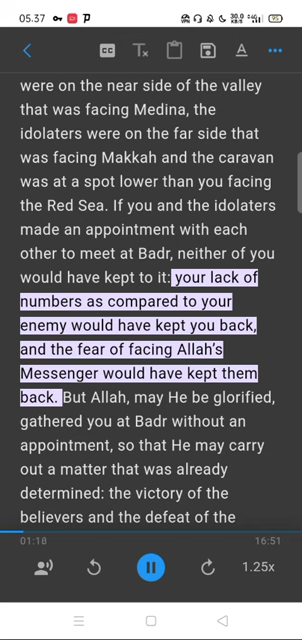 05.37
30.0 KB/S
95
CC
were on the near side of the valley
that was facing Medina, the
idolaters were on the far side that
was facing Makkah and the caravan
was at a spot lower than you facing
the Red Sea. If you and the idolaters
made an appointment with each
other to meet at Badr, neither of you
would have kept to it: your lack of
numbers as compared to your
enemy would have kept you back,
and the fear of facing Allah's
Messenger would have kept them
back. But Allah, may He be glorified,
gathered you at Badr without an
appointment, so that He may carry
out a matter that was already
determined: the victory of the
believers and the defeat of the
01:18
16:51
1.25x